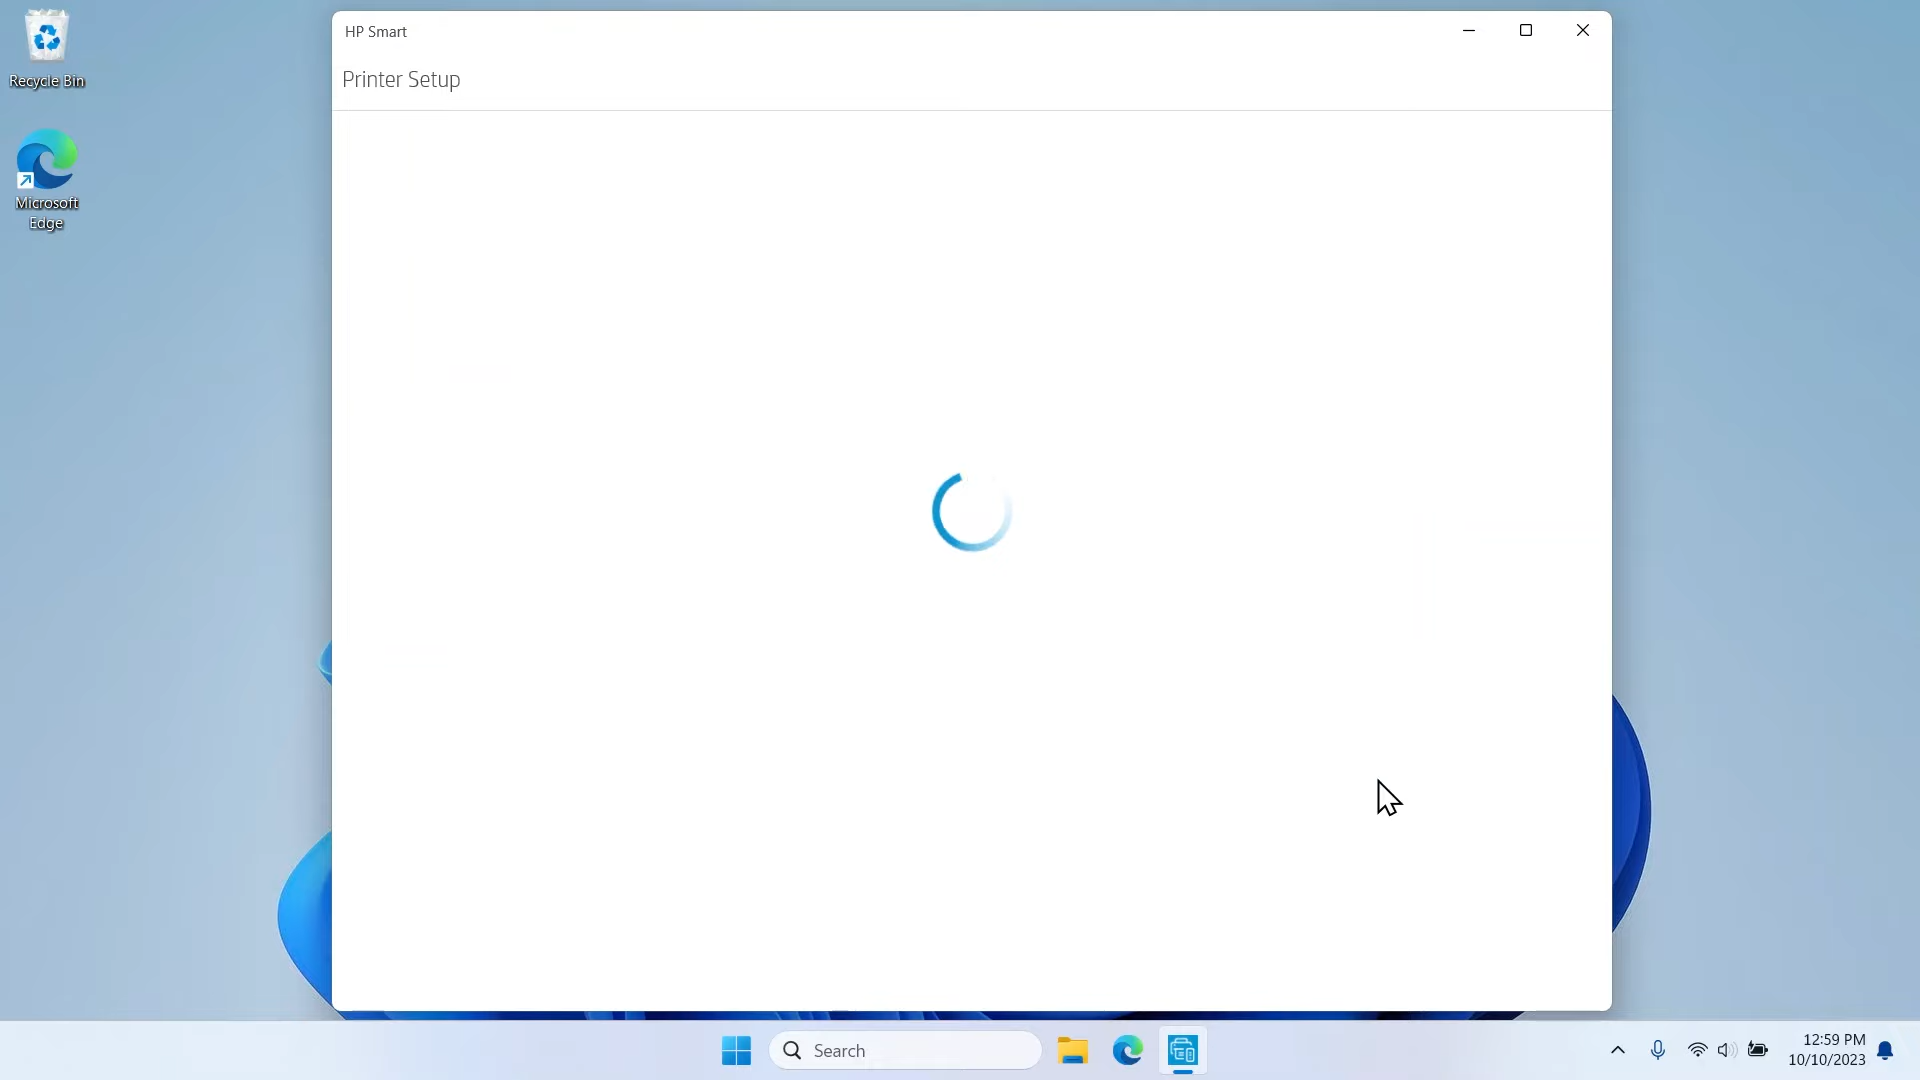 HP Smart
Printer Setup
Recycle Bin
Microsoft
Edge
Search
12:59 PM
10/10/2023